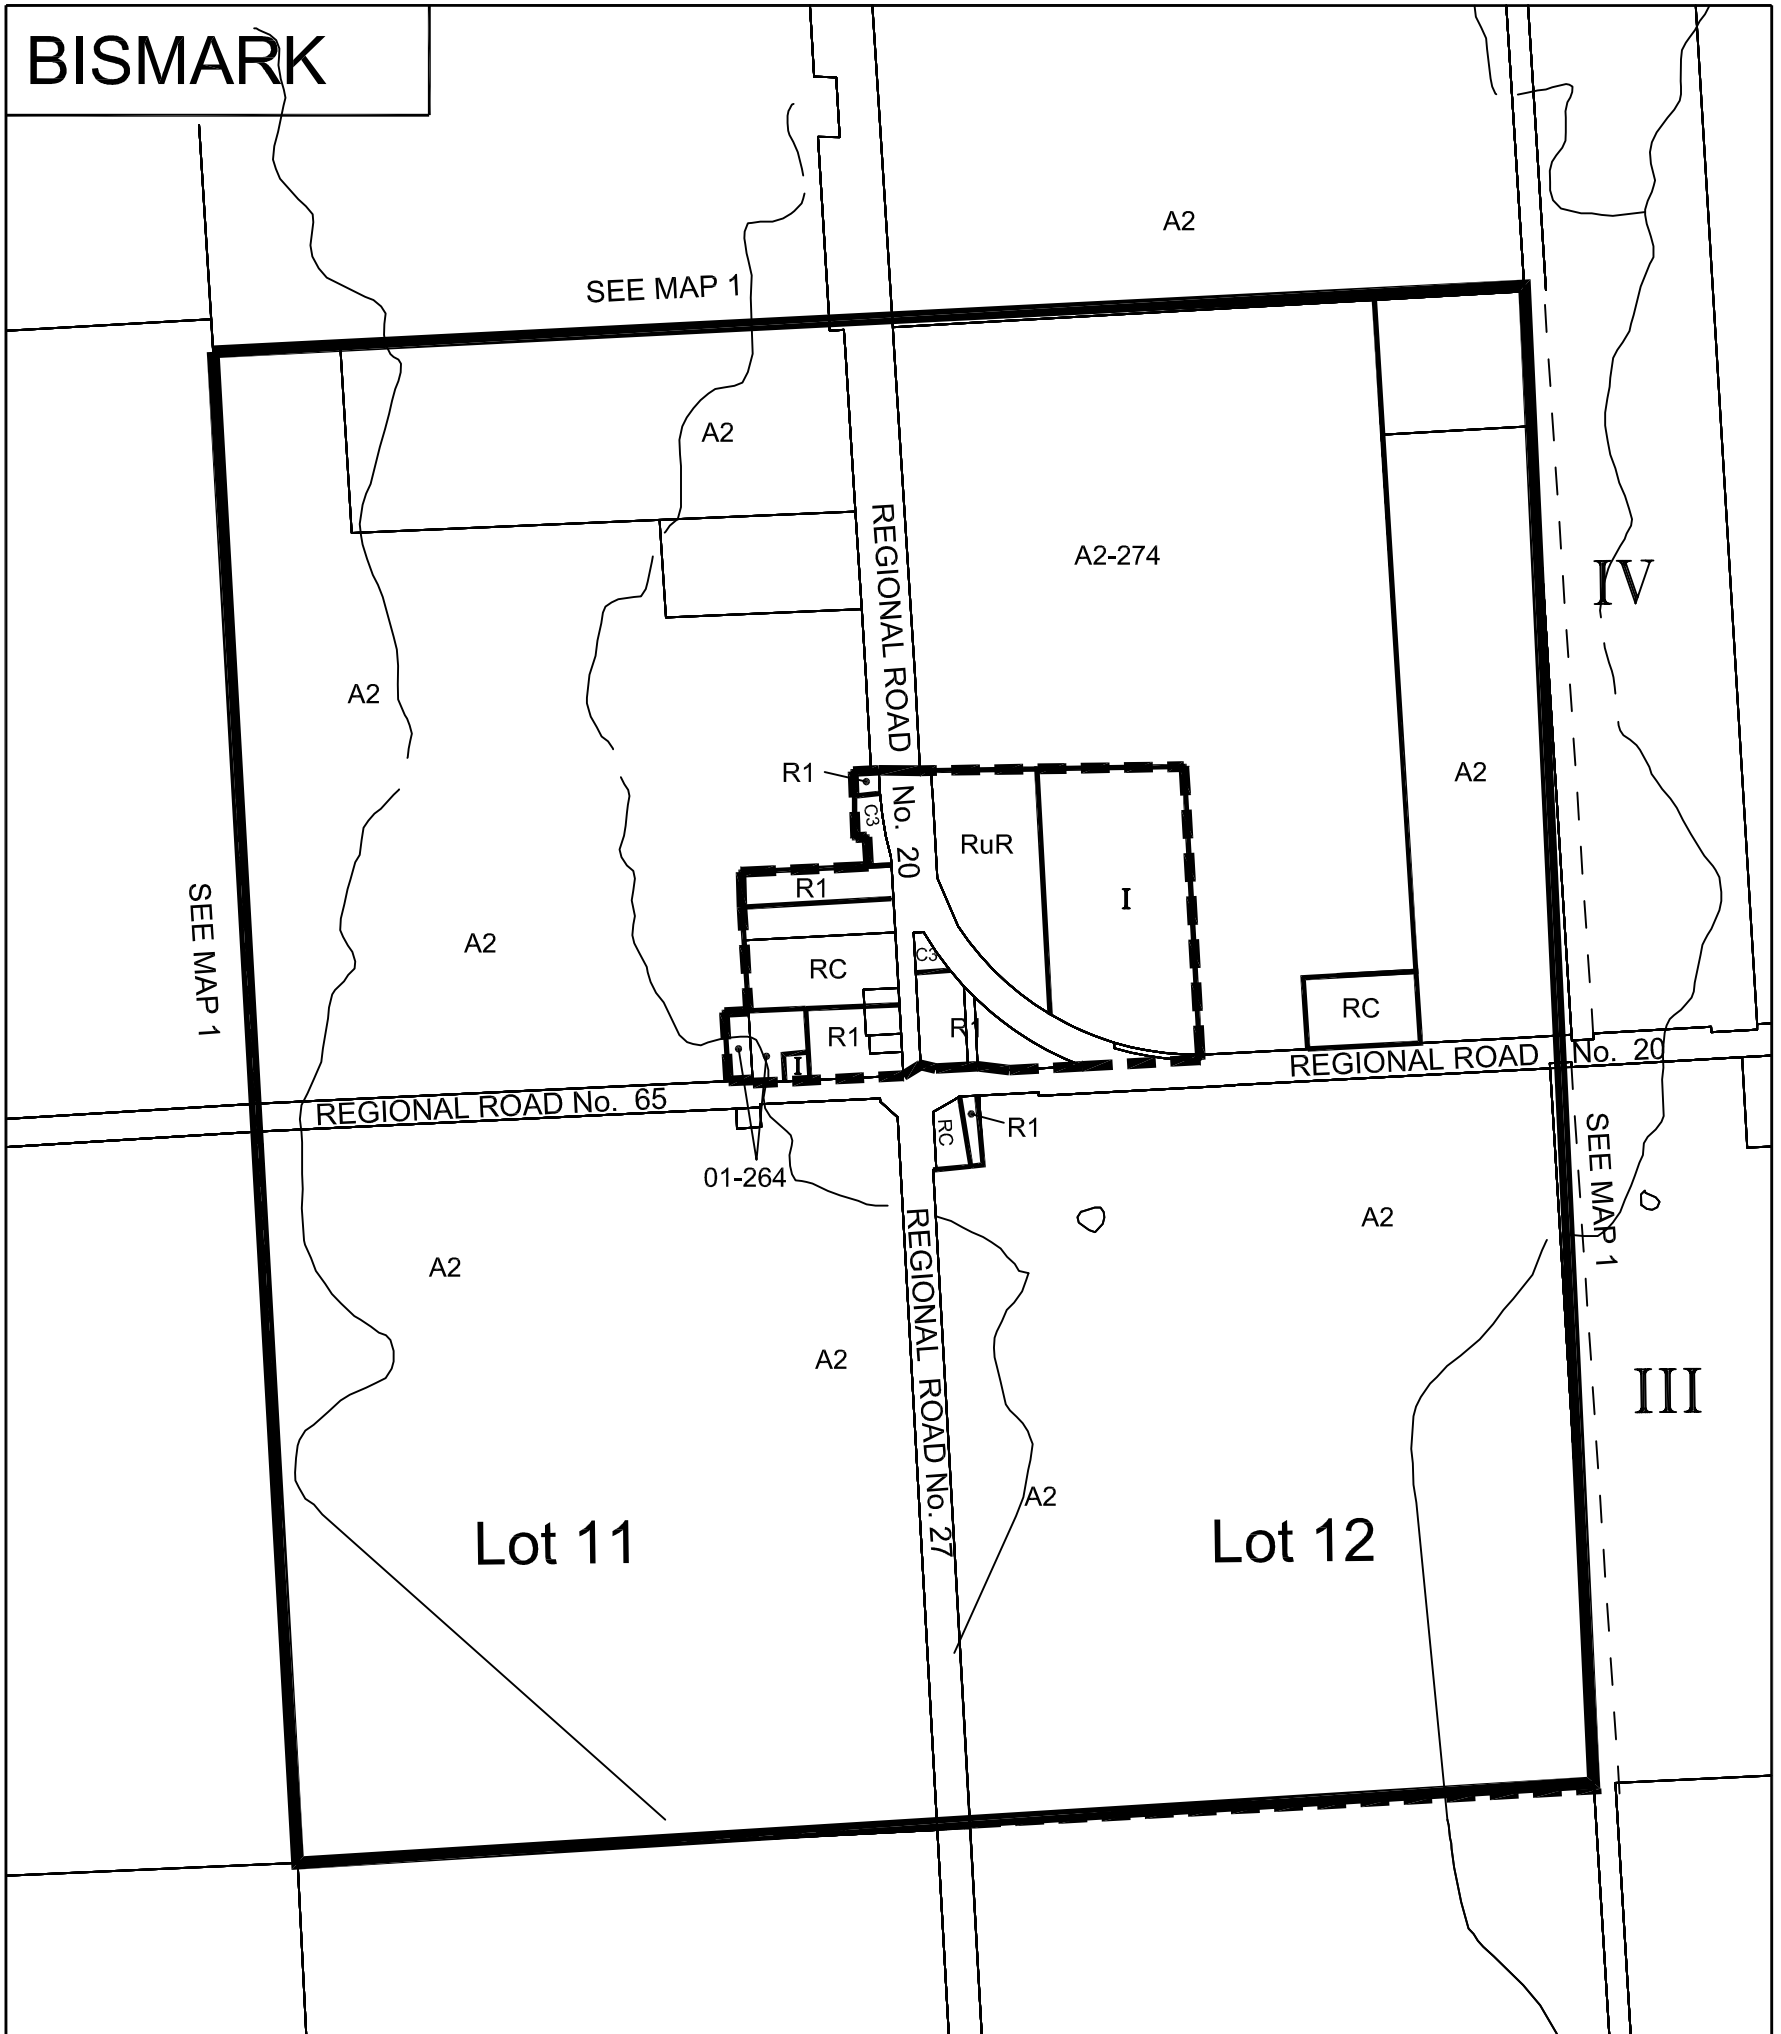 BISMARK
A2
SEE MAP 1
A2
REGIONAL ROAD No. 20
A2-274
IV
A2
R1
A2
C3
RuR
R1
I
SEE MAP 1
A2
C3
RC
RC
R1
R1
I
REGIONAL ROAD No. 20
REGIONAL ROAD No. 65
RC
R1
SEE MAP 1
01-264
A2
A2
REGIONAL ROAD No. 27
A2
III
A2
Lot 11
Lot 12